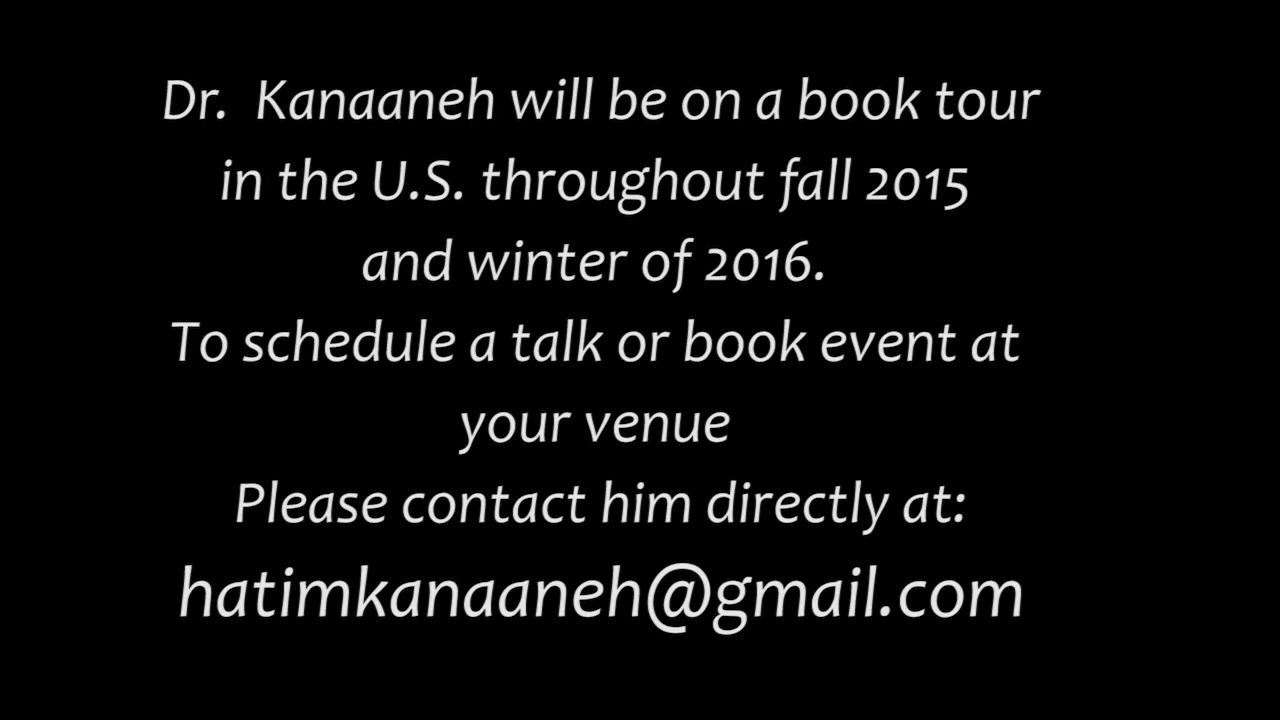 Dr. Kanaaneh will be on a book tour
in the U.S. throughout fall 2015
and winter of 2016.
To schedule a talk or book event at
your venue
Please contact him directly at:
hatimkanaaneh@gmail.com